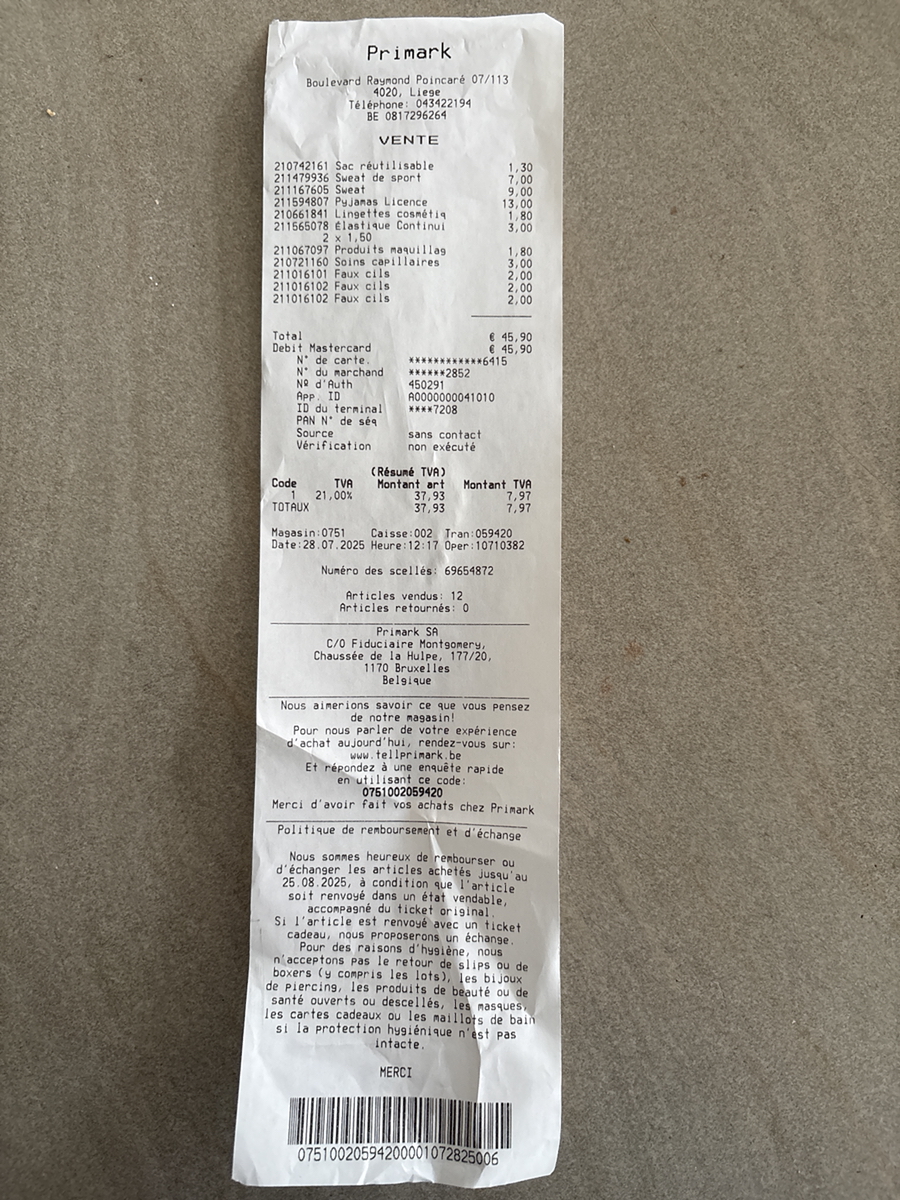 Primark
Boulevard Raymond Poincaré 07/113
4020, Liege
Téléphone: 043422194
BE 0817296264
VENTE
210742161 Sac réutilisable 1,30
211479936 Sweat de sport 7,00
211167605 Sweat 9,00
211594807 Pyjamas Licence 13,00
210661841 Lingettes cosmétiq 1,80
211565078 Élastique Continui 3,00
2 x 1,50
211067097 Produits maquillag 1,80
210721160 Soins capillaires 3,00
211016101 Faux cils 2,00
211016102 Faux cils 2,00
211016102 Faux cils 2,00
Total € 45,90
Debit Mastercard € 45,90
N° de carte. ************6415
N° du marchand ******2852
Nº d'Auth 450291
App. ID A0000000041010
ID du terminal ****7208
PAN N° de séq
Source sans contact
Vérification non exécuté
(Résumé TVA)
Code TVA Montant art Montant TVA
1 21,00% 37,93 7,97
TOTAUX 37,93 7,97
Magasin:0751 Caisse:002 Tran:059420
Date:28.07.2025 Heure:12:17 Oper:10710382
Numéro des scellés: 69654872
Articles vendus: 12
Articles retournés: 0
Primark SA
C/O Fiduciaire Montgomery,
Chaussée de la Hulpe, 177/20,
1170 Bruxelles
Belgique
Nous aimerions savoir ce que vous pensez
de notre magasin!
Pour nous parler de votre expérience
d'achat aujourd'hui, rendez-vous sur:
www.tellprimark.be
Et répondez à une enquête rapide
en utilisant ce code:
0751002059420
Merci d'avoir fait vos achats chez Primark
Politique de remboursement et d'échange
Nous sommes heureux de rembourser ou
d'échanger les articles achetés jusqu'au
25.08.2025, à condition que l'article
soit renvoyé dans un état vendable,
accompagné du ticket original.
Si l'article est renvoyé avec un ticket
cadeau, nous proposerons un échange.
Pour des raisons d'hygiène, nous
n'acceptons pas le retour de slips ou de
boxers (y compris les lots), les bijoux
de piercing, les produits de beauté ou de
santé ouverts ou descellés, les masques,
les cartes cadeaux ou les maillots de bain
si la protection hygiénique n'est pas
intacte.
MERCI
07510020594200001072825006